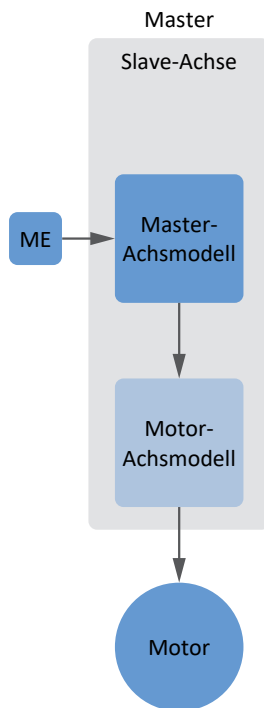 Master
Slave-Achse
ME
Master-
Achsmodell
Motor-
Achsmodell
Motor